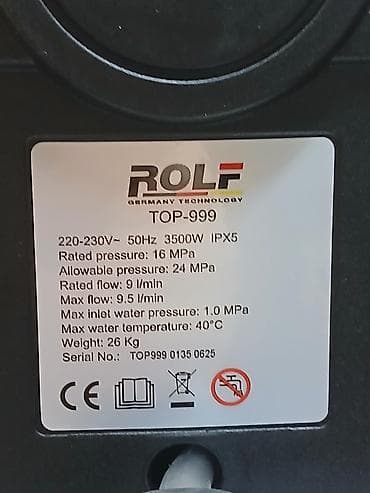 ROLF
GERMANY TECHNOLOGY
TOP-999
220-230V~ 50Hz 3500W IPX5
Rated pressure: 16 MPa
Allowable pressure: 24 MPa
Rated flow: 9 l/min
Max flow: 9.5 l/min
Max inlet water pressure: 1.0 MPa
Max water temperature: 40°C
Weight: 26 Kg
Serial No.: TOP999 0135 0625
CE